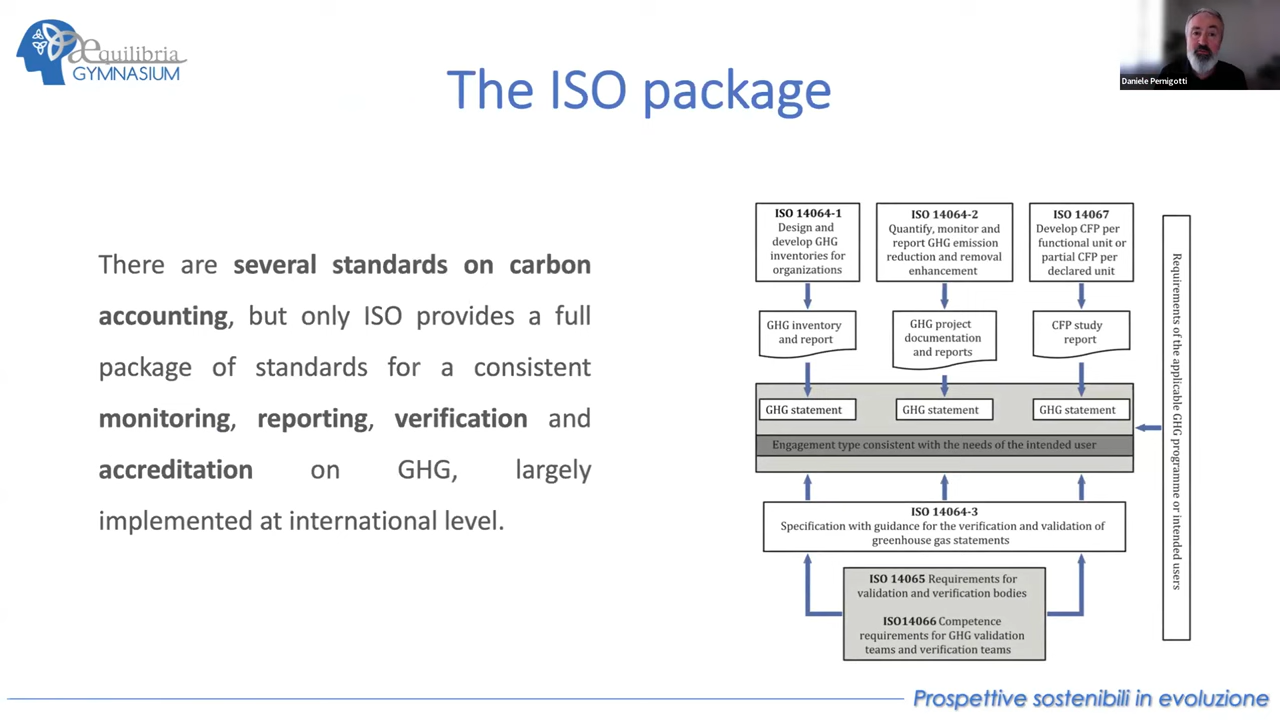 æquilibria
GYMNASIUM
Daniele Pernigotti
The ISO package
There are several standards on carbon
accounting, but only ISO provides a full
package of standards for a consistent
monitoring, reporting, verification and
accreditation on GHG, largely
implemented at international level.
ISO 14064-1
Design and
develop GHG
inventories for
organizations
ISO 14064-2
Quantify, monitor and
report GHG emission
reduction and removal
enhancement
ISO 14067
Develop CFP per
functional unit or
partial CFP per
declared unit
GHG inventory
and report
GHG project
documentation
and reports
CFP study
report
GHG statement
GHG statement
GHG statement
Engagement type consistent with the needs of the intended user
ISO 14064-3
Specification with guidance for the verification and validation of
greenhouse gas statements
ISO 14065 Requirements for
validation and verification bodies
ISO14066 Competence
requirements for GHG validation
teams and verification teams
Requirements of the applicable GHG programme or intended users
Prospettive sostenibili in evoluzione